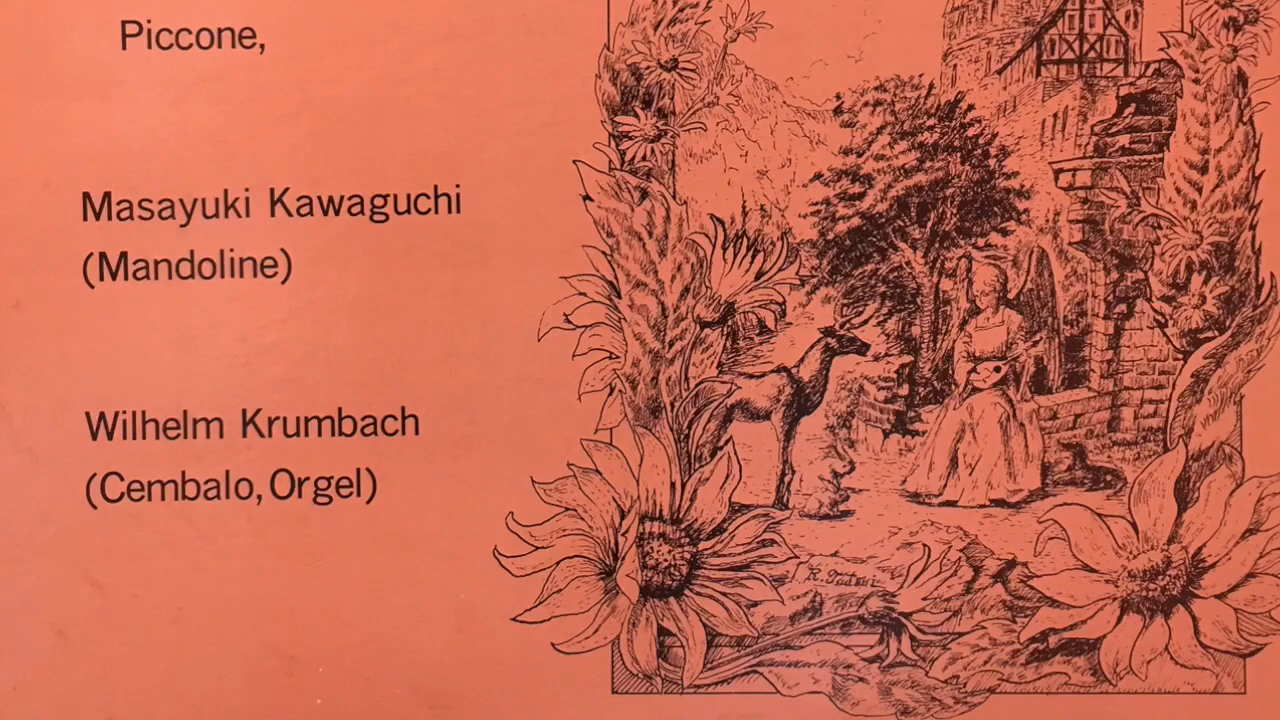 Piccone,
Masayuki Kawaguchi
(Mandoline)
Wilhelm Krumbach
(Cembalo, Orgel)